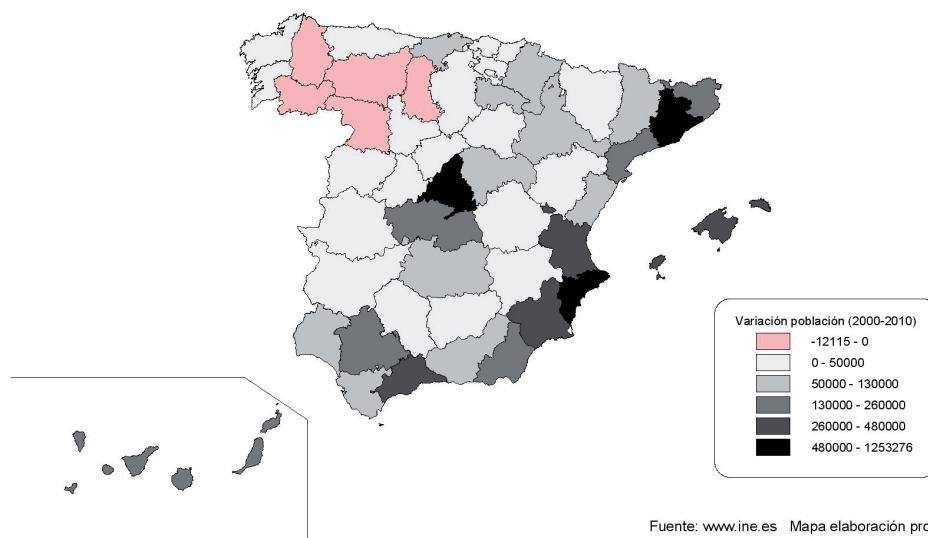 Variación población (2000-2010)
-12115 - 0
0 - 50000
50000 - 130000
130000 - 260000
260000 - 480000
480000 - 1253276
Fuente: www.ine.es Mapa elaboración pro